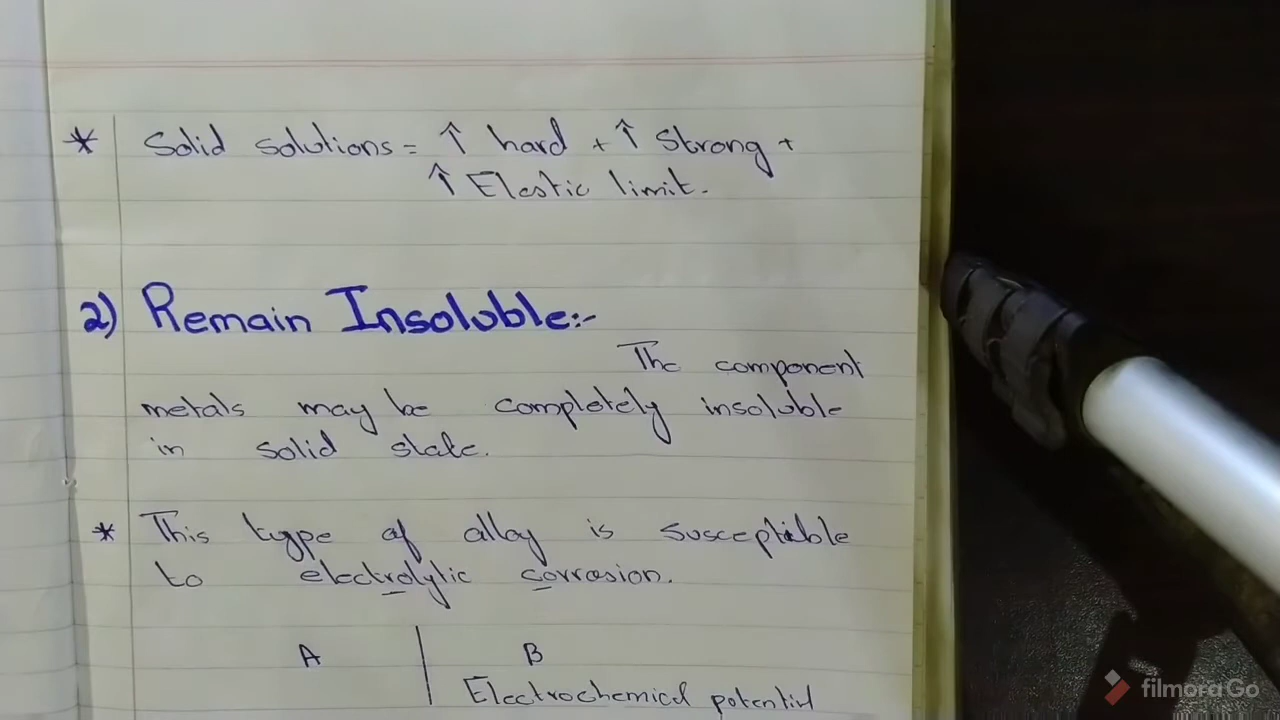 * Solid solutions = ↑ hard + ↑ Strong +
↑ Elastic limit.
2) Remain Insoluble:-
The component
metals may be completely insoluble
in solid state.
* This type of alloy is susceptible
to electrolytic corrosion.
A | B
Electrochemical potential
filmora Go